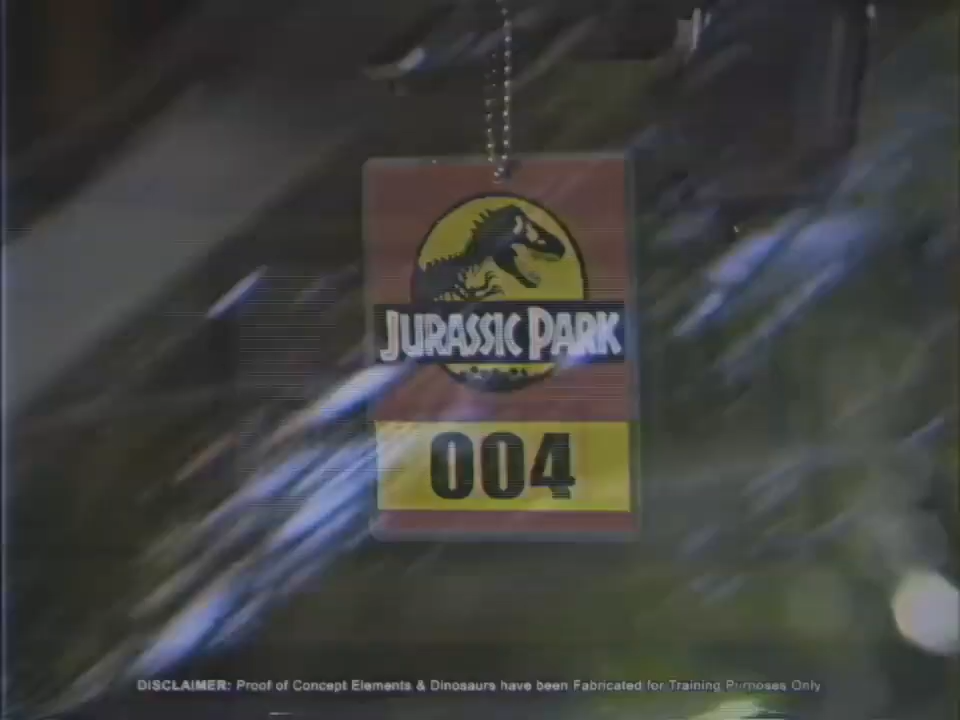 JURASSIC PARK
004
DISCLAIMER: Proof of Concept Elements & Dinosaurs have been Fabricated for Training Purposes Only